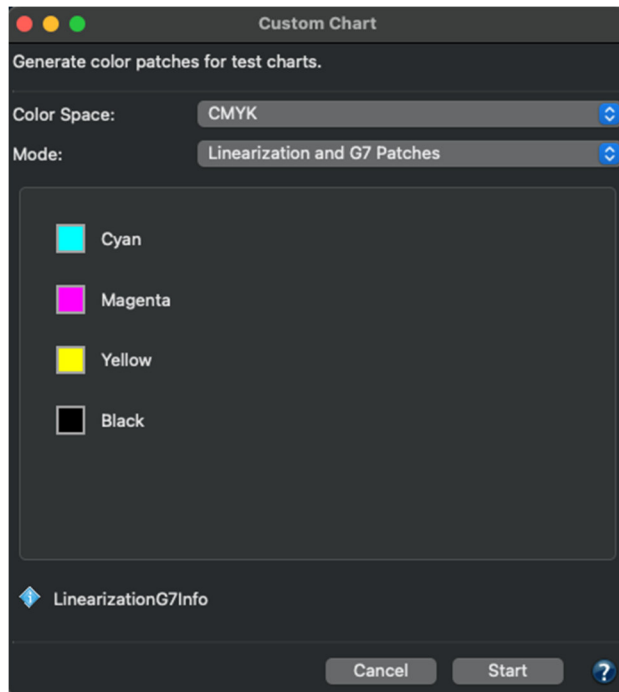 Custom Chart
Generate color patches for test charts.
Color Space: CMYK
Mode: Linearization and G7 Patches
Cyan
Magenta
Yellow
Black
LinearizationG7Info
Cancel Start ?